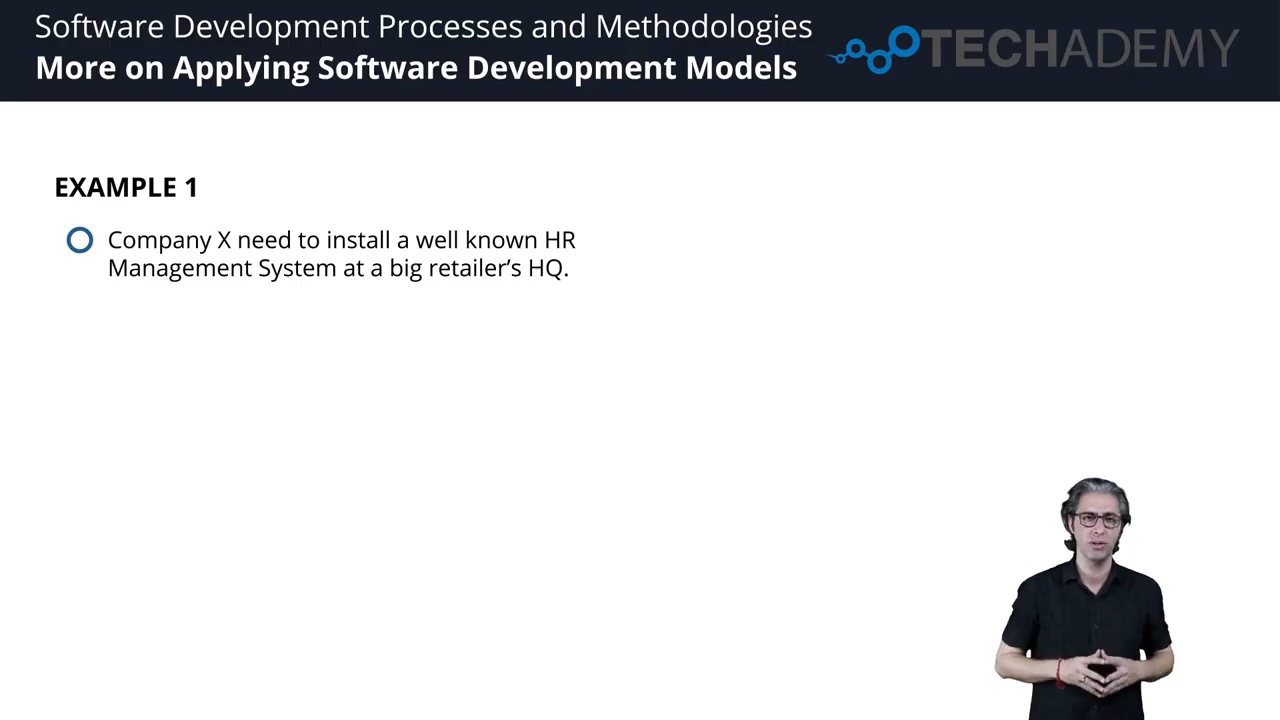 Software Development Processes and Methodologies
More on Applying Software Development Models
TECHADEMY
EXAMPLE 1
Company X need to install a well known HR
Management System at a big retailer’s HQ.